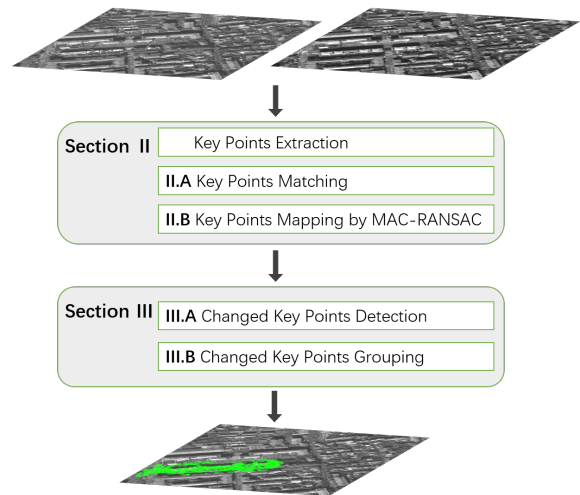 Section II
Key Points Extraction
II.A Key Points Matching
II.B Key Points Mapping by MAC-RANSAC
Section III
III.A Changed Key Points Detection
III.B Changed Key Points Grouping